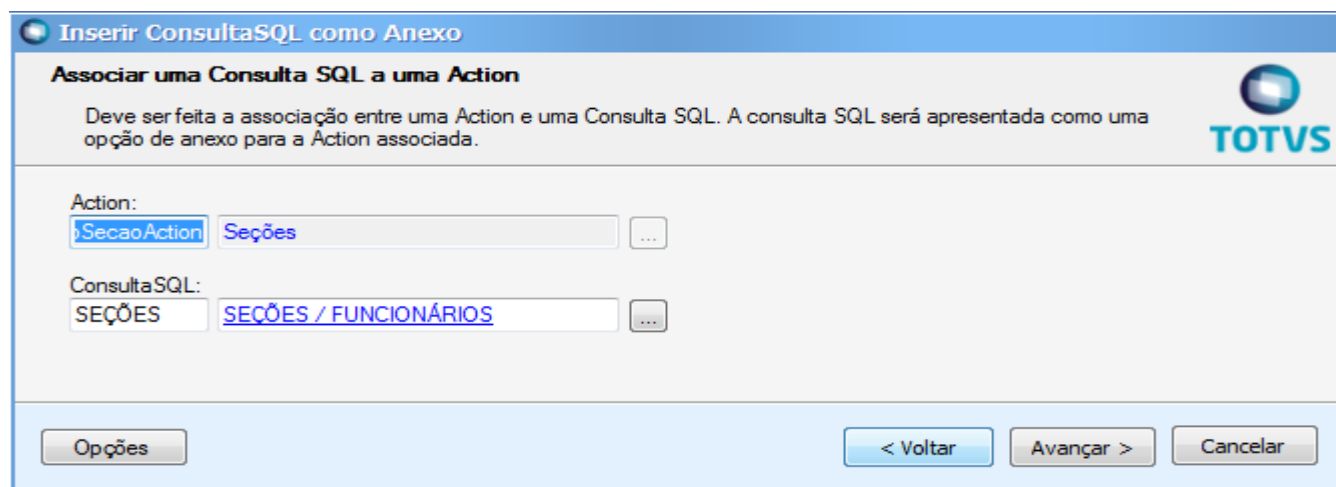 Inserir ConsultaSQL como Anexo
Associar uma Consulta SQL a uma Action
Deve ser feita a associação entre uma Action e uma Consulta SQL. A consulta SQL será apresentada como uma
opção de anexo para a Action associada.
TOTVS
Action:
oSecaoAction Seções ...
ConsultaSQL:
SEÇÕES SEÇÕES / FUNCIONÁRIOS ...
Opções < Voltar Avançar > Cancelar